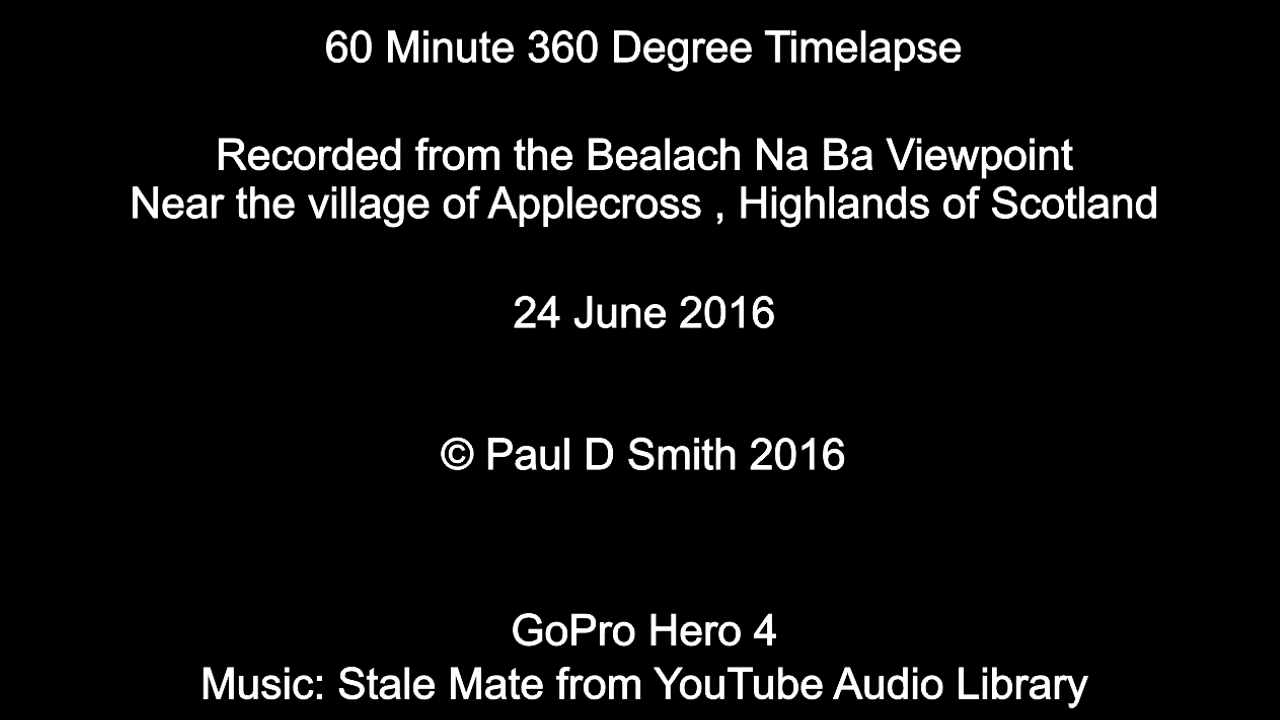 60 Minute 360 Degree Timelapse
Recorded from the Bealach Na Ba Viewpoint
Near the village of Applecross , Highlands of Scotland
24 June 2016
© Paul D Smith 2016
GoPro Hero 4
Music: Stale Mate from YouTube Audio Library